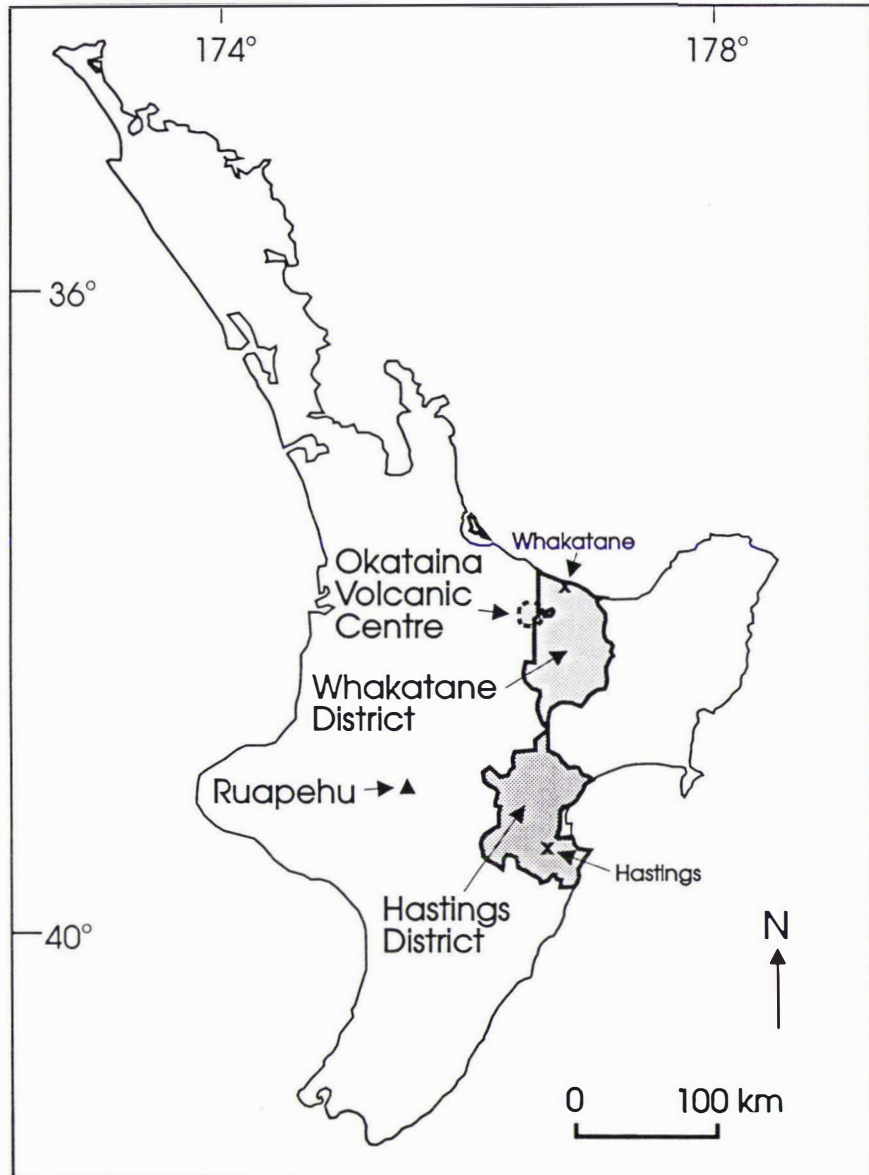 174°
178°
36°
Whakatane
x
Okataina
Volcanic
Centre
Whakatane
District
Ruapehu
x
Hastings
Hastings
District
40°
N
0 100 km